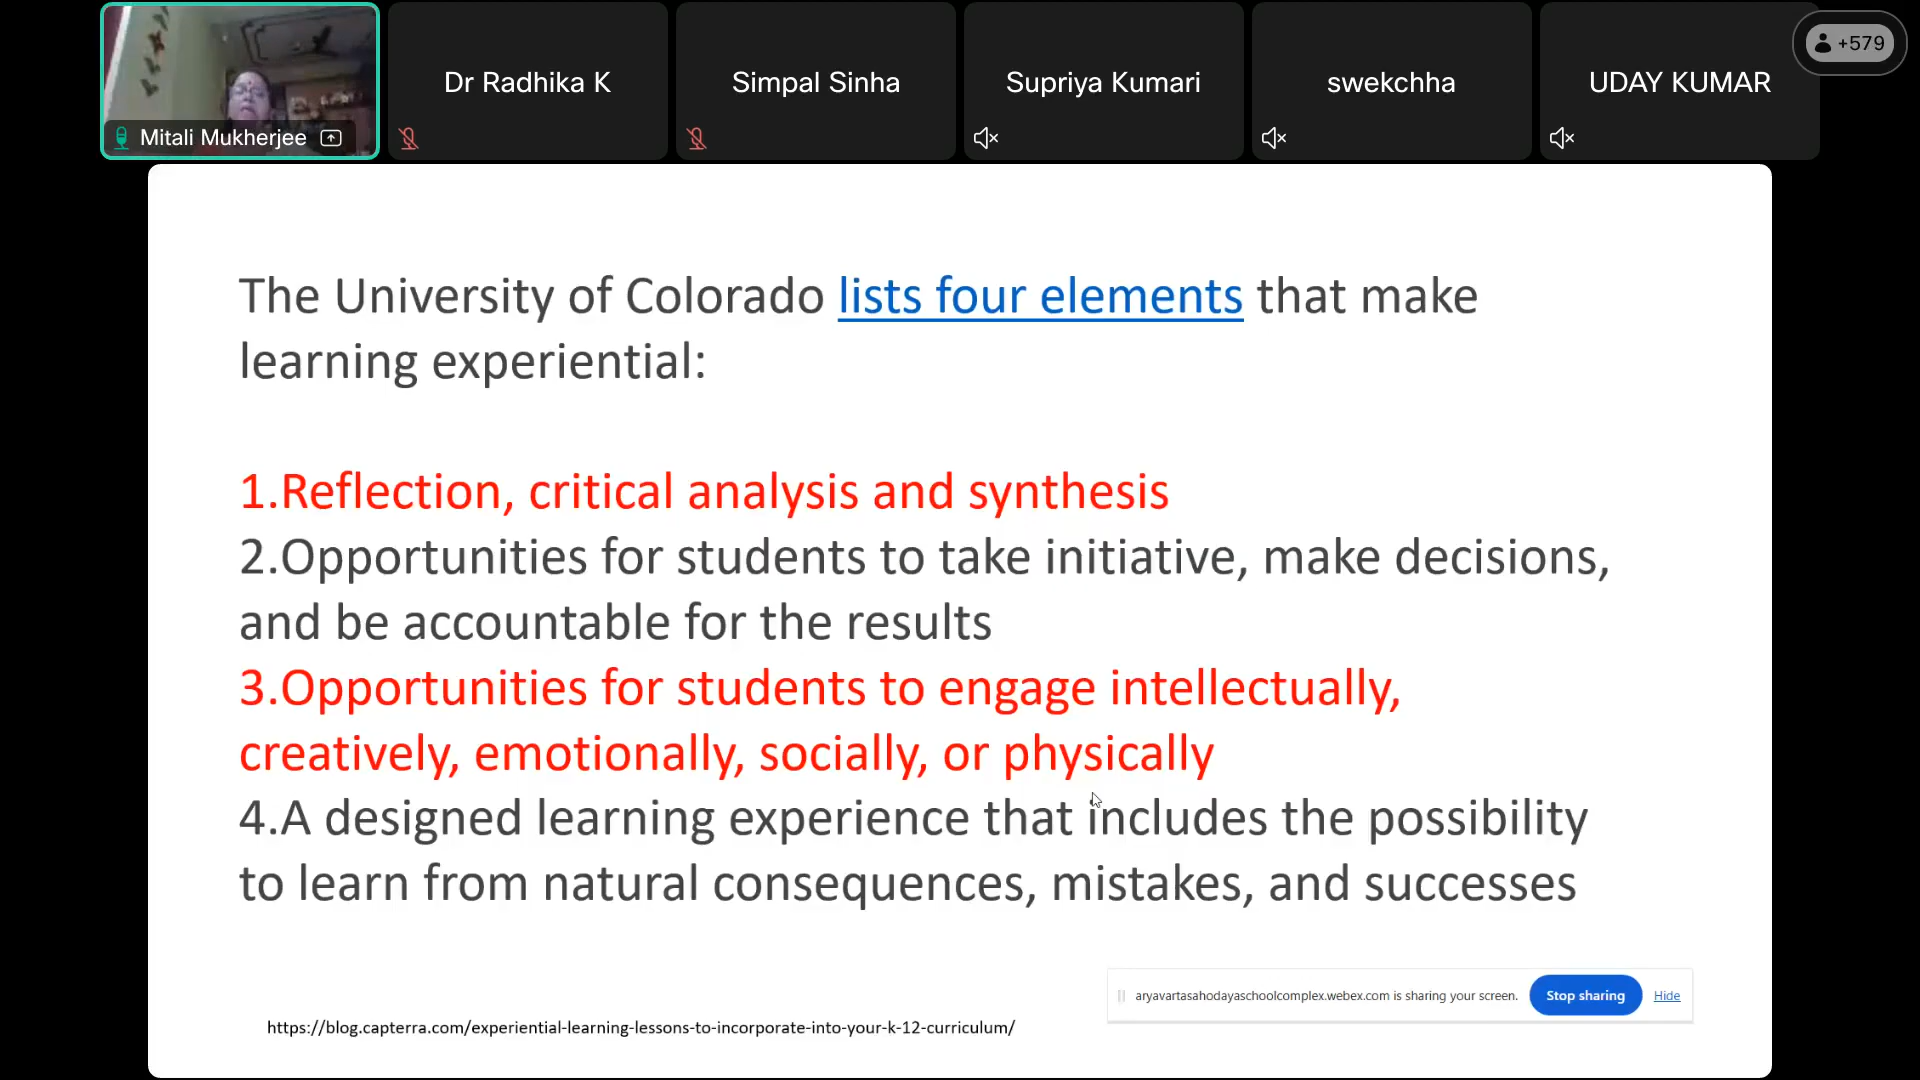 Mitali Mukherjee
Dr Radhika K
Simpal Sinha
Supriya Kumari
swekchha
UDAY KUMAR
+579
The University of Colorado lists four elements that make
learning experiential:
1.Reflection, critical analysis and synthesis
2.Opportunities for students to take initiative, make decisions,
and be accountable for the results
3.Opportunities for students to engage intellectually,
creatively, emotionally, socially, or physically
4.A designed learning experience that includes the possibility
to learn from natural consequences, mistakes, and successes
aryavartasahodayaschoolcomplex.webex.com is sharing your screen.
Stop sharing
Hide
https://blog.capterra.com/experiential-learning-lessons-to-incorporate-into-your-k-12-curriculum/